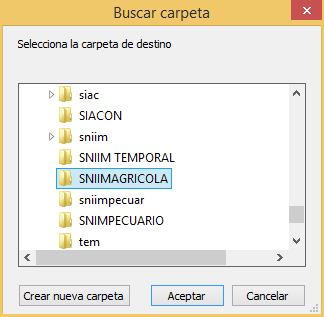 Buscar carpeta
Selecciona la carpeta de destino
siac
SIACON
sniim
SNIIM TEMPORAL
SNIIMAGRICOLA
sniimpecuar
SNIMPECUARIO
tem
Crear nueva carpeta Aceptar Cancelar